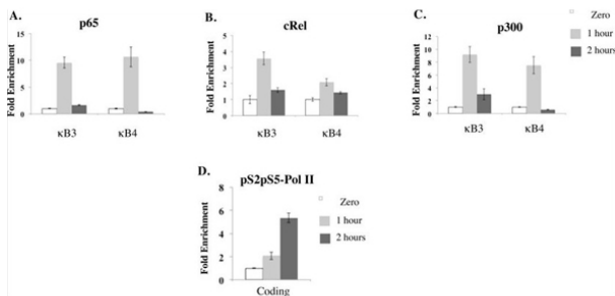 A.
p65
Fold Enrichment
15
10
5
0
κB3
κB4
B.
cRel
Fold Enrichment
5
4
3
2
1
0
κB3
κB4
C.
p300
Fold Enrichment
12
10
8
6
4
2
0
κB3
κB4
Zero
1 hour
2 hours
D.
pS2pS5-Pol II
Fold Enrichment
8
6
4
2
0
Coding
Zero
1 hour
2 hours